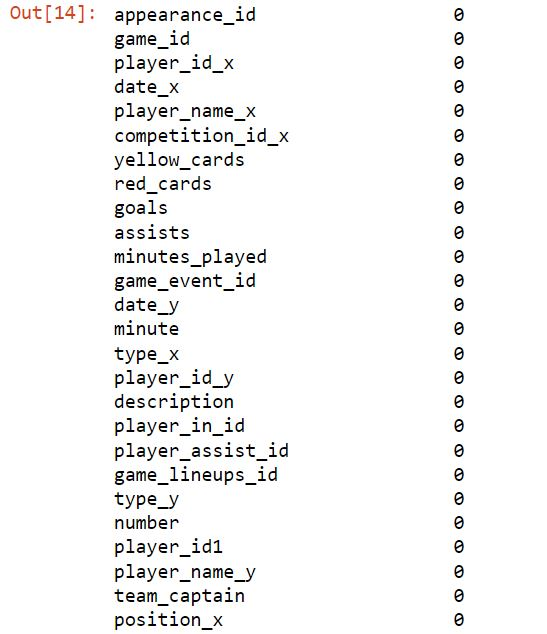 Out[14]: appearance_id 0
game_id 0
player_id_x 0
date_x 0
player_name_x 0
competition_id_x 0
yellow_cards 0
red_cards 0
goals 0
assists 0
minutes_played 0
game_event_id 0
date_y 0
minute 0
type_x 0
player_id_y 0
description 0
player_in_id 0
player_assist_id 0
game_lineups_id 0
type_y 0
number 0
player_id1 0
player_name_y 0
team_captain 0
position_x 0